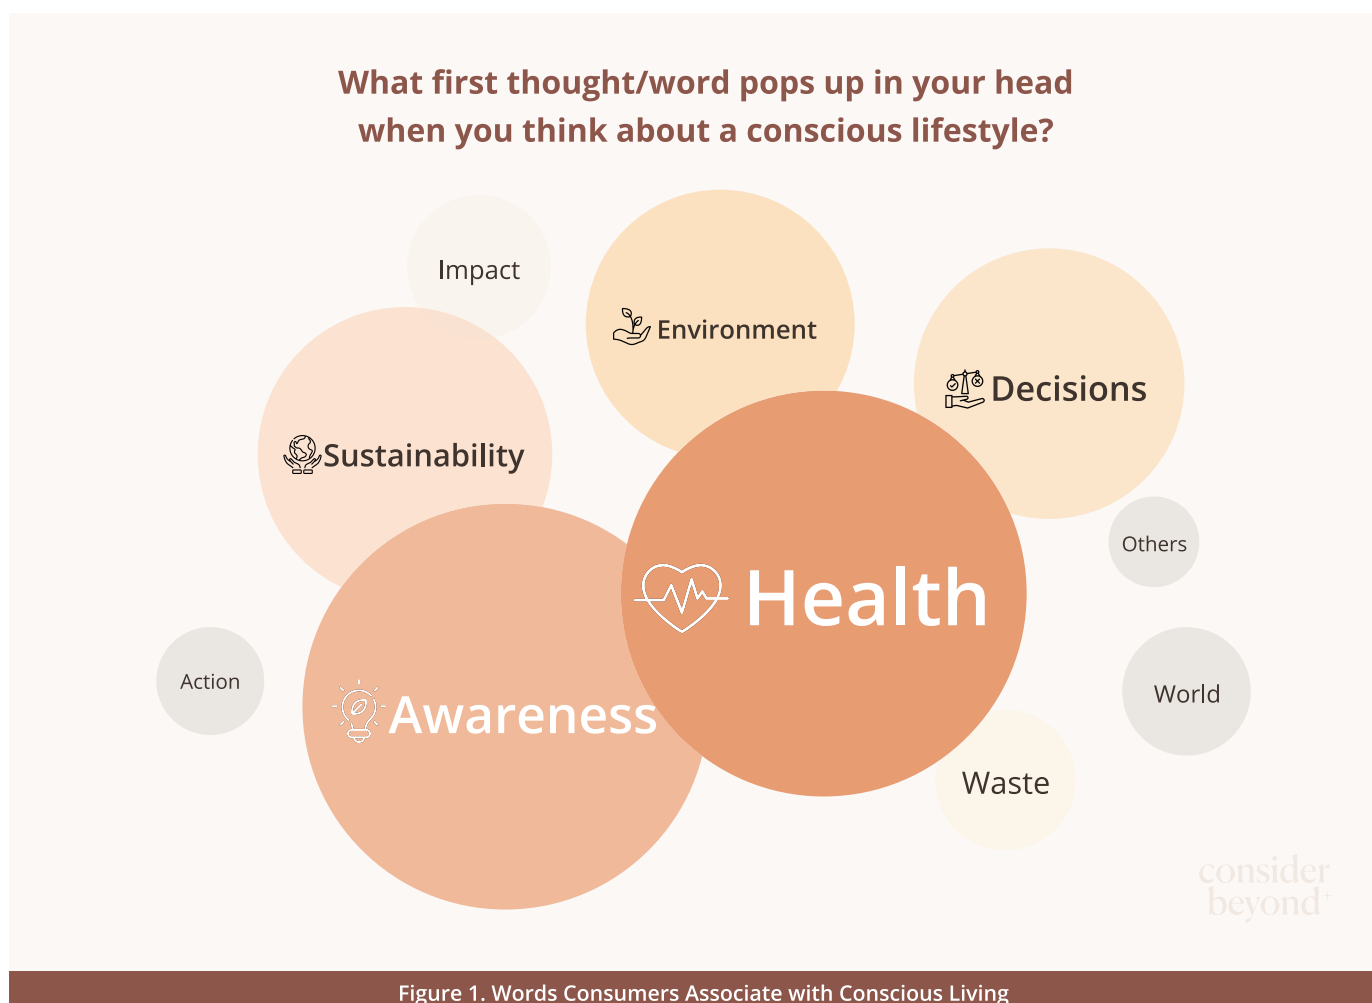 What first thought/word pops up in your head
when you think about a conscious lifestyle?
Impact
Environment
Decisions
Sustainability
Others
Health
Action
Awareness
World
Waste
consider
beyond+
Figure 1. Words Consumers Associate with Conscious Living